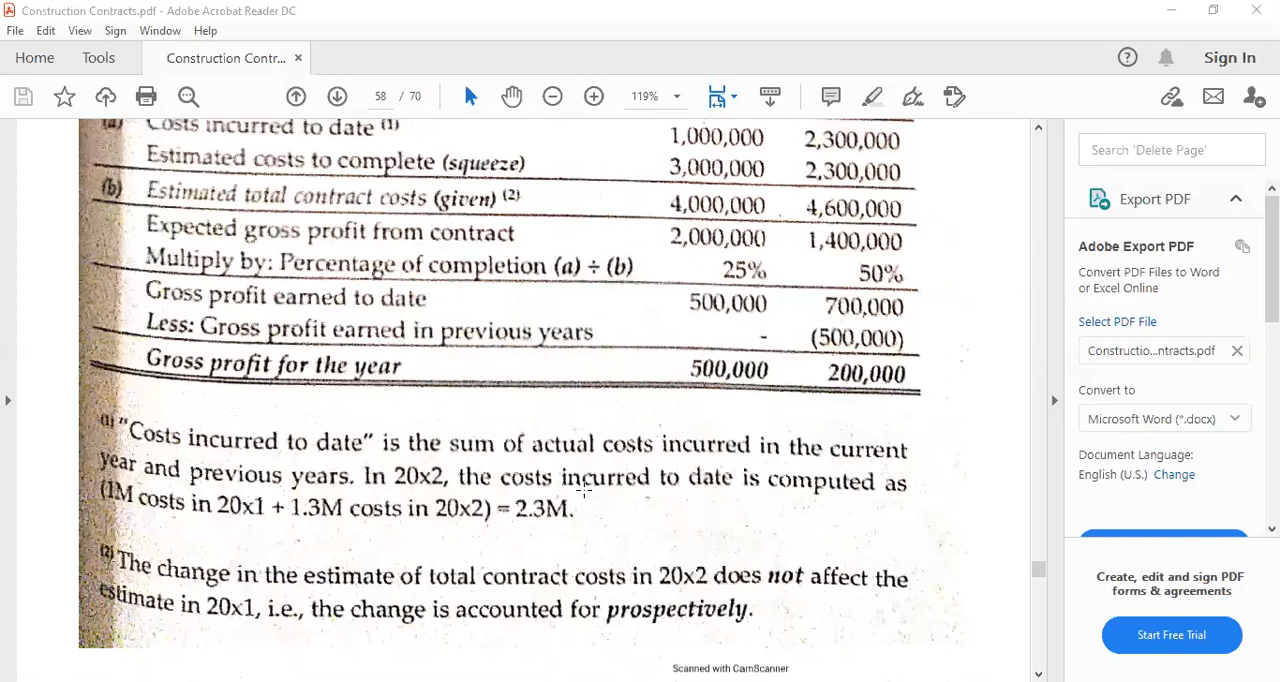 Construction Contracts.pdf - Adobe Acrobat Reader DC
File Edit View Sign Window Help
Home Tools Construction Contr... ×
Sign In
58 / 70 119%
(a) Costs incurred to date (1) 1,000,000 2,300,000
Estimated costs to complete (squeeze) 3,000,000 2,300,000
(b) Estimated total contract costs (given) (2) 4,000,000 4,600,000
Expected gross profit from contract 2,000,000 1,400,000
Multiply by: Percentage of completion (a) ÷ (b) 25% 50%
Gross profit earned to date 500,000 700,000
Less: Gross profit earned in previous years - (500,000)
Gross profit for the year 500,000 200,000
(1) "Costs incurred to date" is the sum of actual costs incurred in the current
year and previous years. In 20x2, the costs incurred to date is computed as
(1M costs in 20x1 + 1.3M costs in 20x2) = 2.3M.
(2) The change in the estimate of total contract costs in 20x2 does not affect the
estimate in 20x1, i.e., the change is accounted for prospectively.
Scanned with CamScanner
Search 'Delete Page'
Export PDF
Adobe Export PDF
Convert PDF Files to Word
or Excel Online
Select PDF File
Constructio...ntracts.pdf
Convert to
Microsoft Word (*.docx)
Document Language:
English (U.S.) Change
Create, edit and sign PDF
forms & agreements
Start Free Trial